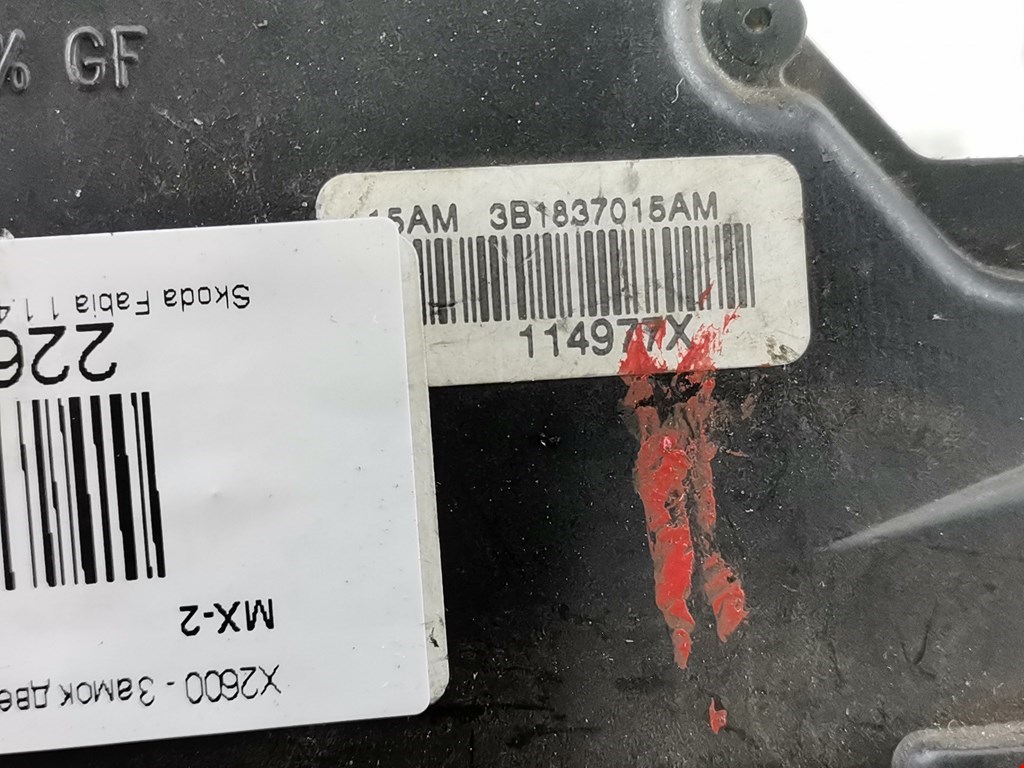 % GF
15AM 3B1837015AM
114977X
X2600 - Замок две
MX-2
226
Skoda Fabia 1 1.4